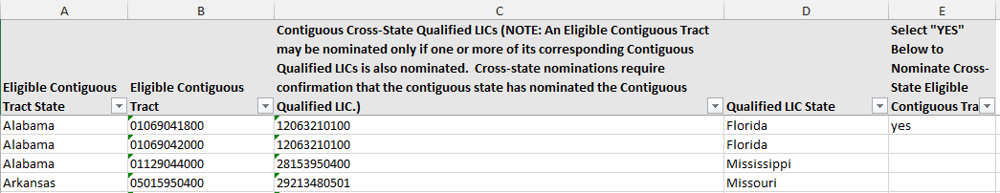 A B C D E
Contiguous Cross-State Qualified LICs (NOTE: An Eligible Contiguous Tract Select "YES"
may be nominated only if one or more of its corresponding Contiguous Below to
Qualified LICs is also nominated. Cross-state nominations require Nominate Cross-
Eligible Contiguous Eligible Contiguous confirmation that the contiguous state has nominated the Contiguous State Eligible
Tract State Tract Qualified LIC.) Qualified LIC State Contiguous Tra
Alabama 01069041800 12063210100 Florida yes
Alabama 01069042000 12063210100 Florida
Alabama 01129044000 28153950400 Mississippi
Arkansas 05015950400 29213480501 Missouri